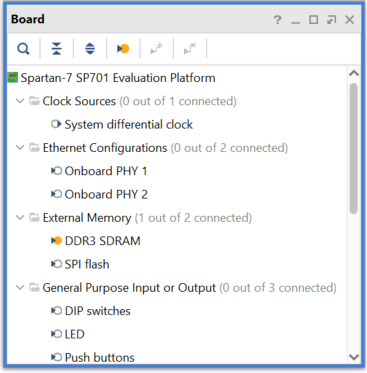 Board
Spartan-7 SP701 Evaluation Platform
Clock Sources (0 out of 1 connected)
System differential clock
Ethernet Configurations (0 out of 2 connected)
Onboard PHY 1
Onboard PHY 2
External Memory (1 out of 2 connected)
DDR3 SDRAM
SPI flash
General Purpose Input or Output (0 out of 3 connected)
DIP switches
LED
Push buttons